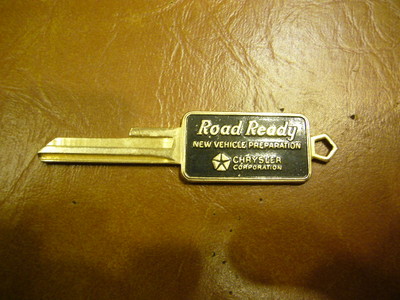 Road Ready
NEW VEHICLE PREPARATION
CHRYSLER
CORPORATION